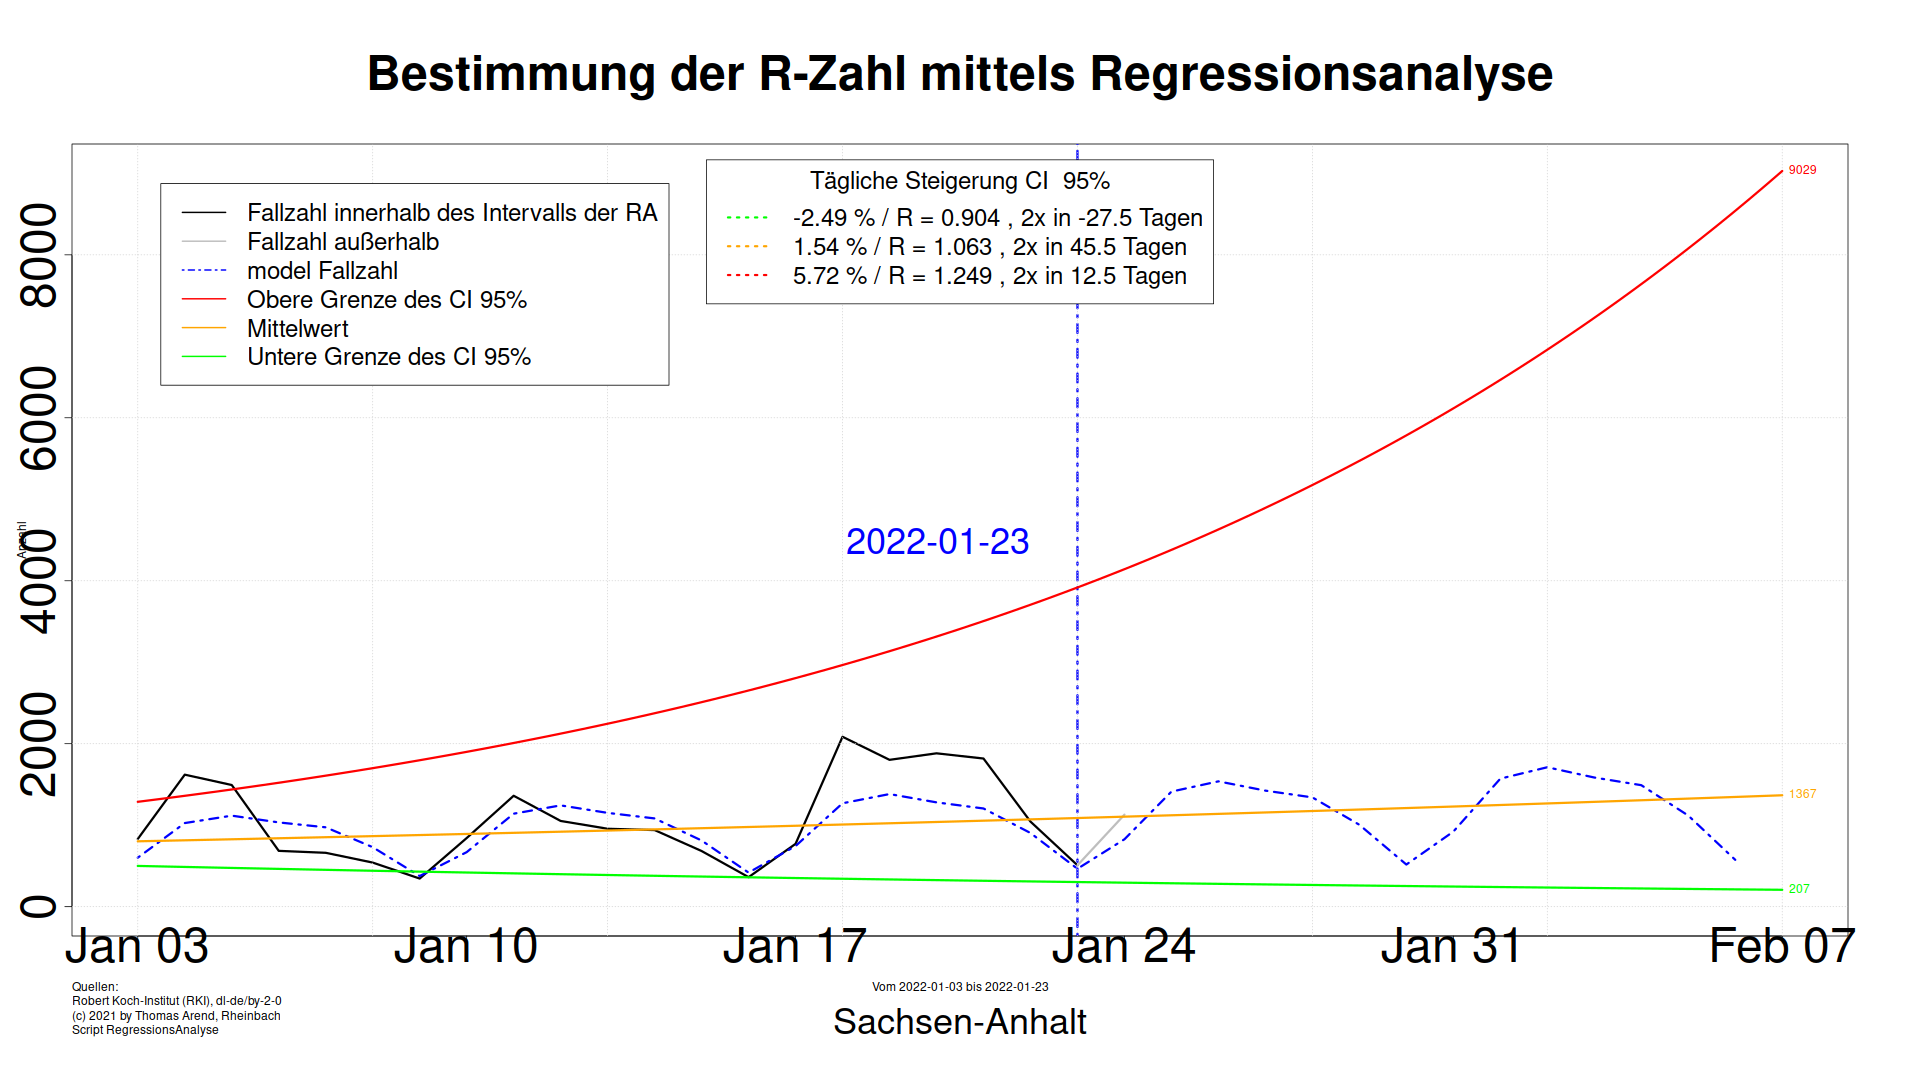 Bestimmung der R-Zahl mittels Regressionsanalyse
Fallzahl innerhalb des Intervalls der RA
Fallzahl außerhalb
model Fallzahl
Obere Grenze des CI 95%
Mittelwert
Untere Grenze des CI 95%
Tägliche Steigerung CI 95%
-2.49 % / R = 0.904 , 2x in -27.5 Tagen
1.54 % / R = 1.063 , 2x in 45.5 Tagen
5.72 % / R = 1.249 , 2x in 12.5 Tagen
9029
8000
6000
4000
2000
0
Anzahl
2022-01-23
1367
207
Jan 03
Jan 10
Jan 17
Jan 24
Jan 31
Feb 07
Quellen:
Robert Koch-Institut (RKI), dl-de/by-2-0
(c) 2021 by Thomas Arend, Rheinbach
Script RegressionsAnalyse
Vom 2022-01-03 bis 2022-01-23
Sachsen-Anhalt